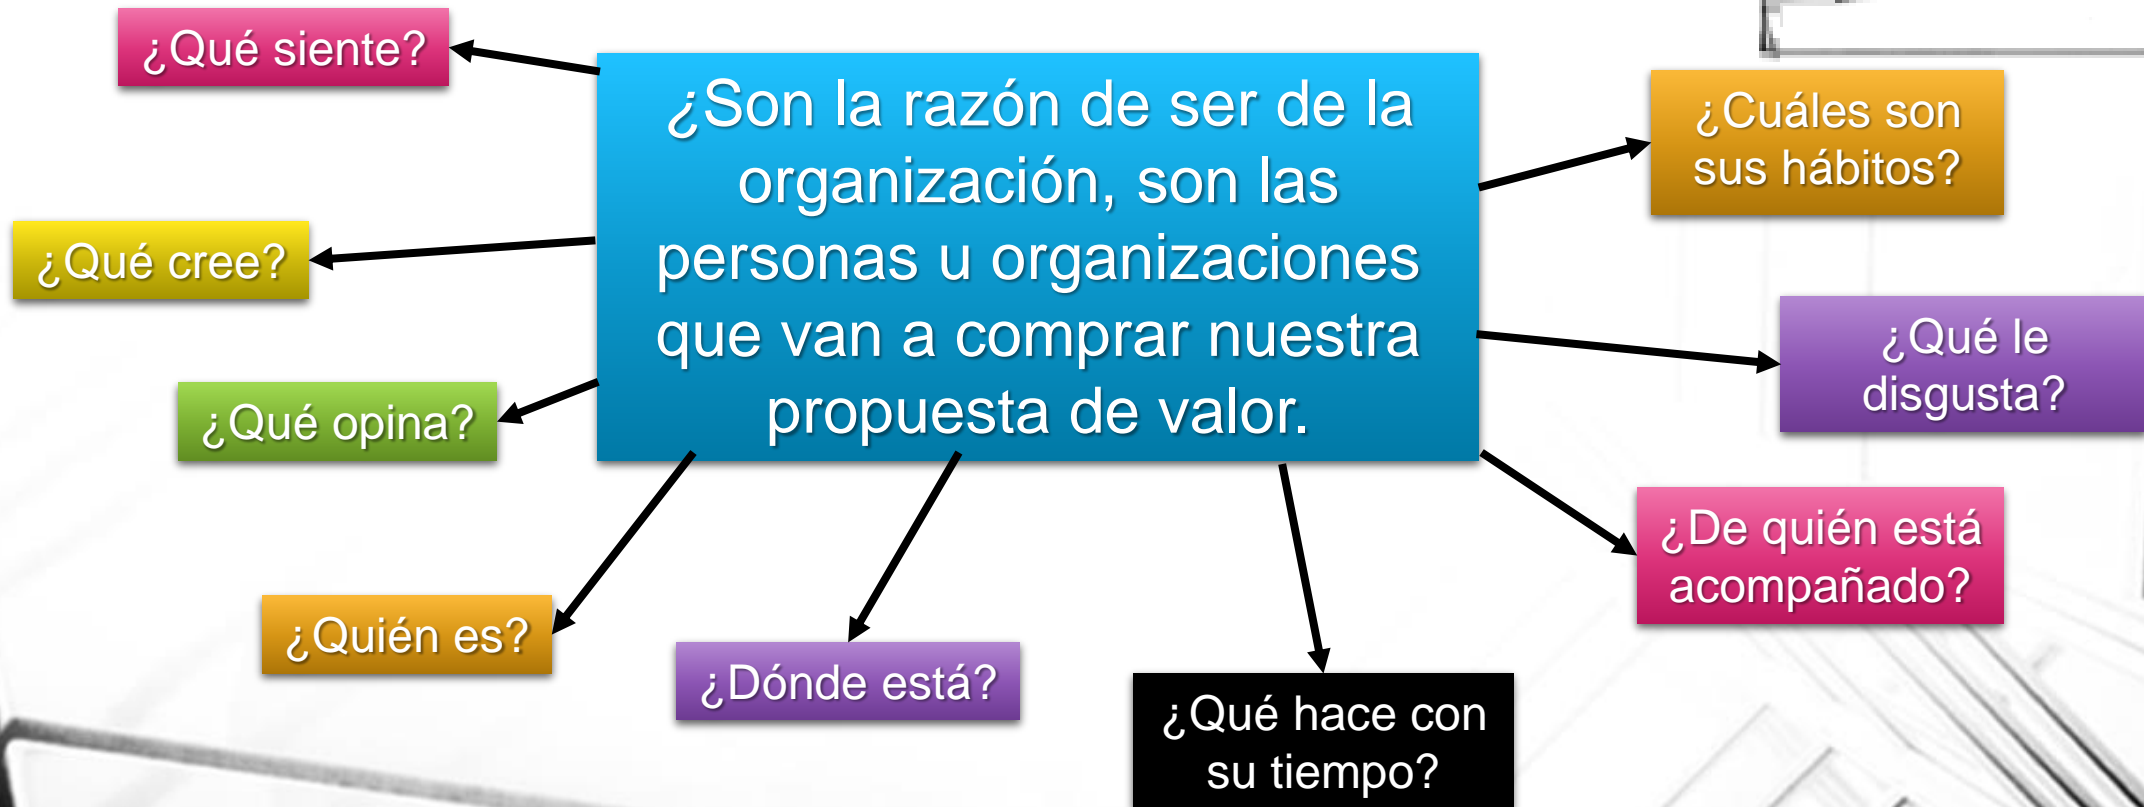 ¿Qué siente?
¿Son la razón de ser de la
organización, son las
personas u organizaciones
que van a comprar nuestra
propuesta de valor.
¿Cuáles son
sus hábitos?
¿Qué cree?
¿Qué le
disgusta?
¿Qué opina?
¿De quién está
acompañado?
¿Quién es?
¿Dónde está?
¿Qué hace con
su tiempo?